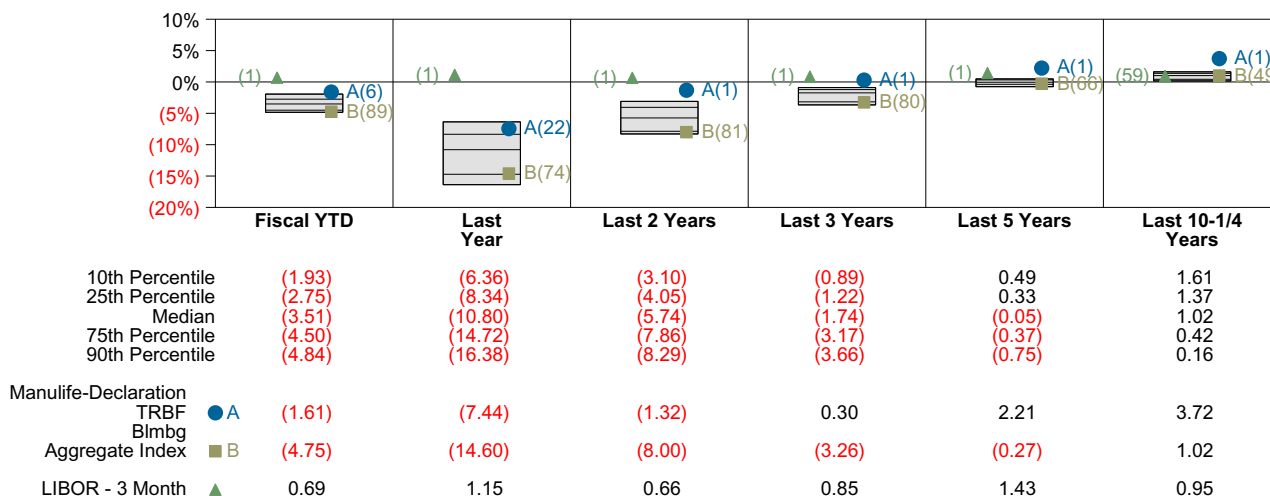 10%
5%
0%
(5%)
(10%)
(15%)
(20%)
(1) A(6) B(89)
(1) A(22) B(74)
(1) A(1) B(81)
(1) A(1) B(80)
(1) A(1) B(66)
(59) A(1) B(49
Fiscal YTD Last Year Last 2 Years Last 3 Years Last 5 Years Last 10-1/4 Years
10th Percentile (1.93) (6.36) (3.10) (0.89) 0.49 1.61
25th Percentile (2.75) (8.34) (4.05) (1.22) 0.33 1.37
Median (3.51) (10.80) (5.74) (1.74) (0.05) 1.02
75th Percentile (4.50) (14.72) (7.86) (3.17) (0.37) 0.42
90th Percentile (4.84) (16.38) (8.29) (3.66) (0.75) 0.16
Manulife-Declaration
TRBF A (1.61) (7.44) (1.32) 0.30 2.21 3.72
Blmbg
Aggregate Index B (4.75) (14.60) (8.00) (3.26) (0.27) 1.02
LIBOR - 3 Month 0.69 1.15 0.66 0.85 1.43 0.95